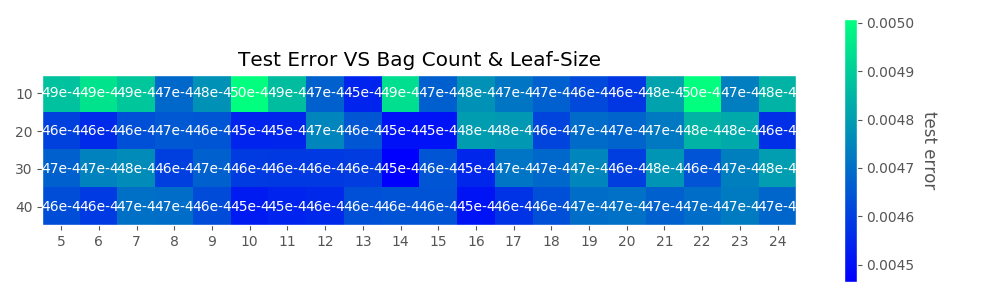 Test Error VS Bag Count & Leaf-Size
10 49e-4 49e-4 49e-4 47e-4 48e-4 50e-4 49e-4 47e-4 45e-4 49e-4 47e-4 48e-4 47e-4 47e-4 46e-4 46e-4 48e-4 50e-4 47e-4 48e-4
20 46e-4 46e-4 46e-4 47e-4 46e-4 45e-4 45e-4 47e-4 46e-4 45e-4 45e-4 48e-4 48e-4 46e-4 47e-4 47e-4 47e-4 48e-4 48e-4 46e-4
30 47e-4 47e-4 48e-4 46e-4 47e-4 46e-4 46e-4 46e-4 46e-4 45e-4 46e-4 45e-4 47e-4 47e-4 47e-4 46e-4 48e-4 46e-4 47e-4 48e-4
40 46e-4 46e-4 47e-4 47e-4 46e-4 45e-4 45e-4 46e-4 46e-4 46e-4 46e-4 45e-4 46e-4 46e-4 47e-4 47e-4 47e-4 47e-4 47e-4 47e-4
5 6 7 8 9 10 11 12 13 14 15 16 17 18 19 20 21 22 23 24
0.0050
0.0049
0.0048
0.0047
0.0046
0.0045
test error